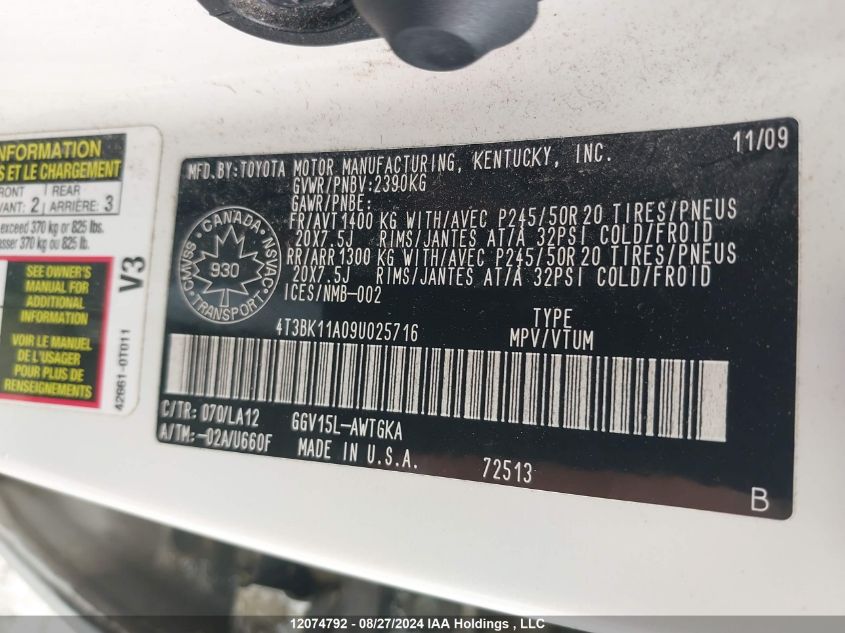 NFORMATION
S ET LE CHARGEMENT
RONT REAR
VANT: 2 ARRIÈRE: 3
exceed 370 kg or 825 lbs.
asser 370 kg ou 825 lb.
SEE OWNER'S
MANUAL FOR
ADDITIONAL
INFORMATION
VOIR LE MANUEL
DE L'USAGER
POUR PLUS DE
RENSEIGNEMENTS
V3
42661-0T011
11/09
MFD.BY:TOYOTA MOTOR MANUFACTURING, KENTUCKY, INC.
GVWR/PNBV:2390KG
GAWR/PNBE:
FR/AVT1400 KG WITH/AVEC P245/50R20 TIRES/PNEUS
20X7.5J RIMS/JANTES AT/A 32PSI COLD/FROID
RR/ARR1300 KG WITH/AVEC P245/50R20 TIRES/PNEUS
20X7.5J RIMS/JANTES AT/A 32PSI COLD/FROID
ICES/NMB-002
CANADA
CMVSS
NSVAC
930
TRANSPORT
4T3BK11A09U025716
TYPE
MPV/VTUM
C/TR: 070/LA12
A/TM:-02A/U660F
GGV15L-AWTGKA
MADE IN U.S.A.
72513
B
12074792 - 08/27/2024 IAA Holdings , LLC